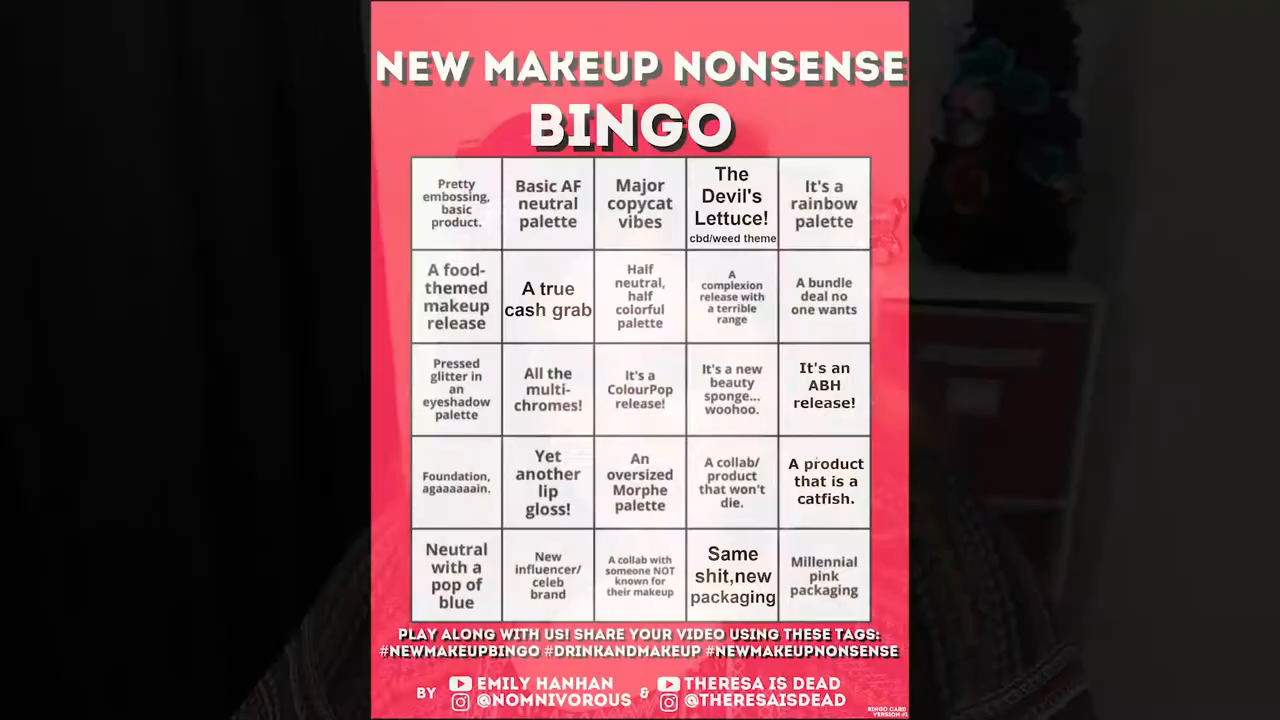 NEW MAKEUP NONSENSE
BINGO
Pretty
embossing,
basic
product.
Basic AF
neutral
palette
Major
copycat
vibes
The
Devil's
Lettuce!
cbd/weed theme
It's a
rainbow
palette
A food-
themed
makeup
release
A true
cash grab
Half
neutral,
half
colorful
palette
A
complexion
release with
a terrible
range
A bundle
deal no
one wants
Pressed
glitter in
an
eyeshadow
palette
All the
multi-
chromes!
It's a
ColourPop
release!
It's a new
beauty
sponge...
woohoo.
It's an
ABH
release!
Foundation,
agaaaaaain.
Yet
another
lip
gloss!
An
oversized
Morphe
palette
A collab/
product
that won't
die.
A product
that is a
catfish.
Neutral
with a
pop of
blue
New
influencer/
celeb
brand
A collab with
someone NOT
known for
their makeup
Same
shit,new
packaging
Millennial
pink
packaging
PLAY ALONG WITH US! SHARE YOUR VIDEO USING THESE TAGS:
#NEWMAKEUPBINGO #DRINKANDMAKEUP #NEWMAKEUPNONSENSE
BY EMILY HANHAN & THERESA IS DEAD
@NOMNIVOROUS @THERESAISDEAD
BINGO CARD
VERSION #1